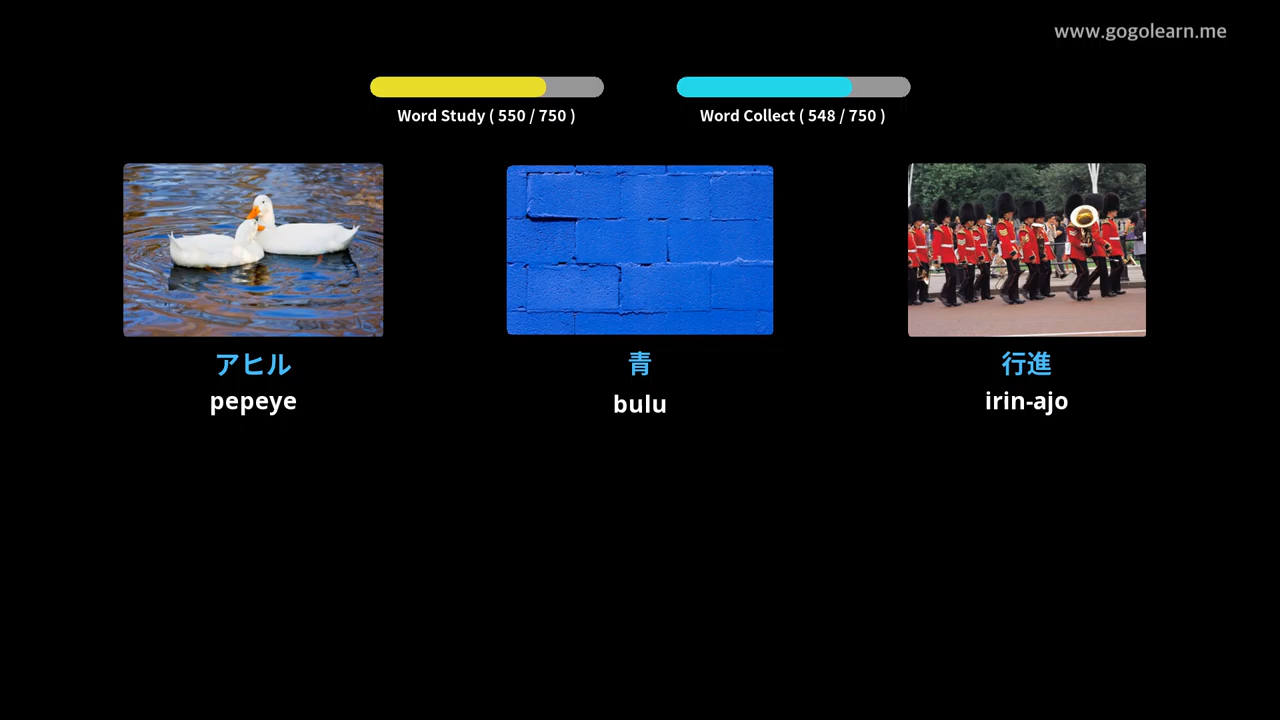 www.gogolearn.me
Word Study ( 550 / 750 )
Word Collect ( 548 / 750 )
アヒル
pepeye
青
bulu
行進
irin-ajo